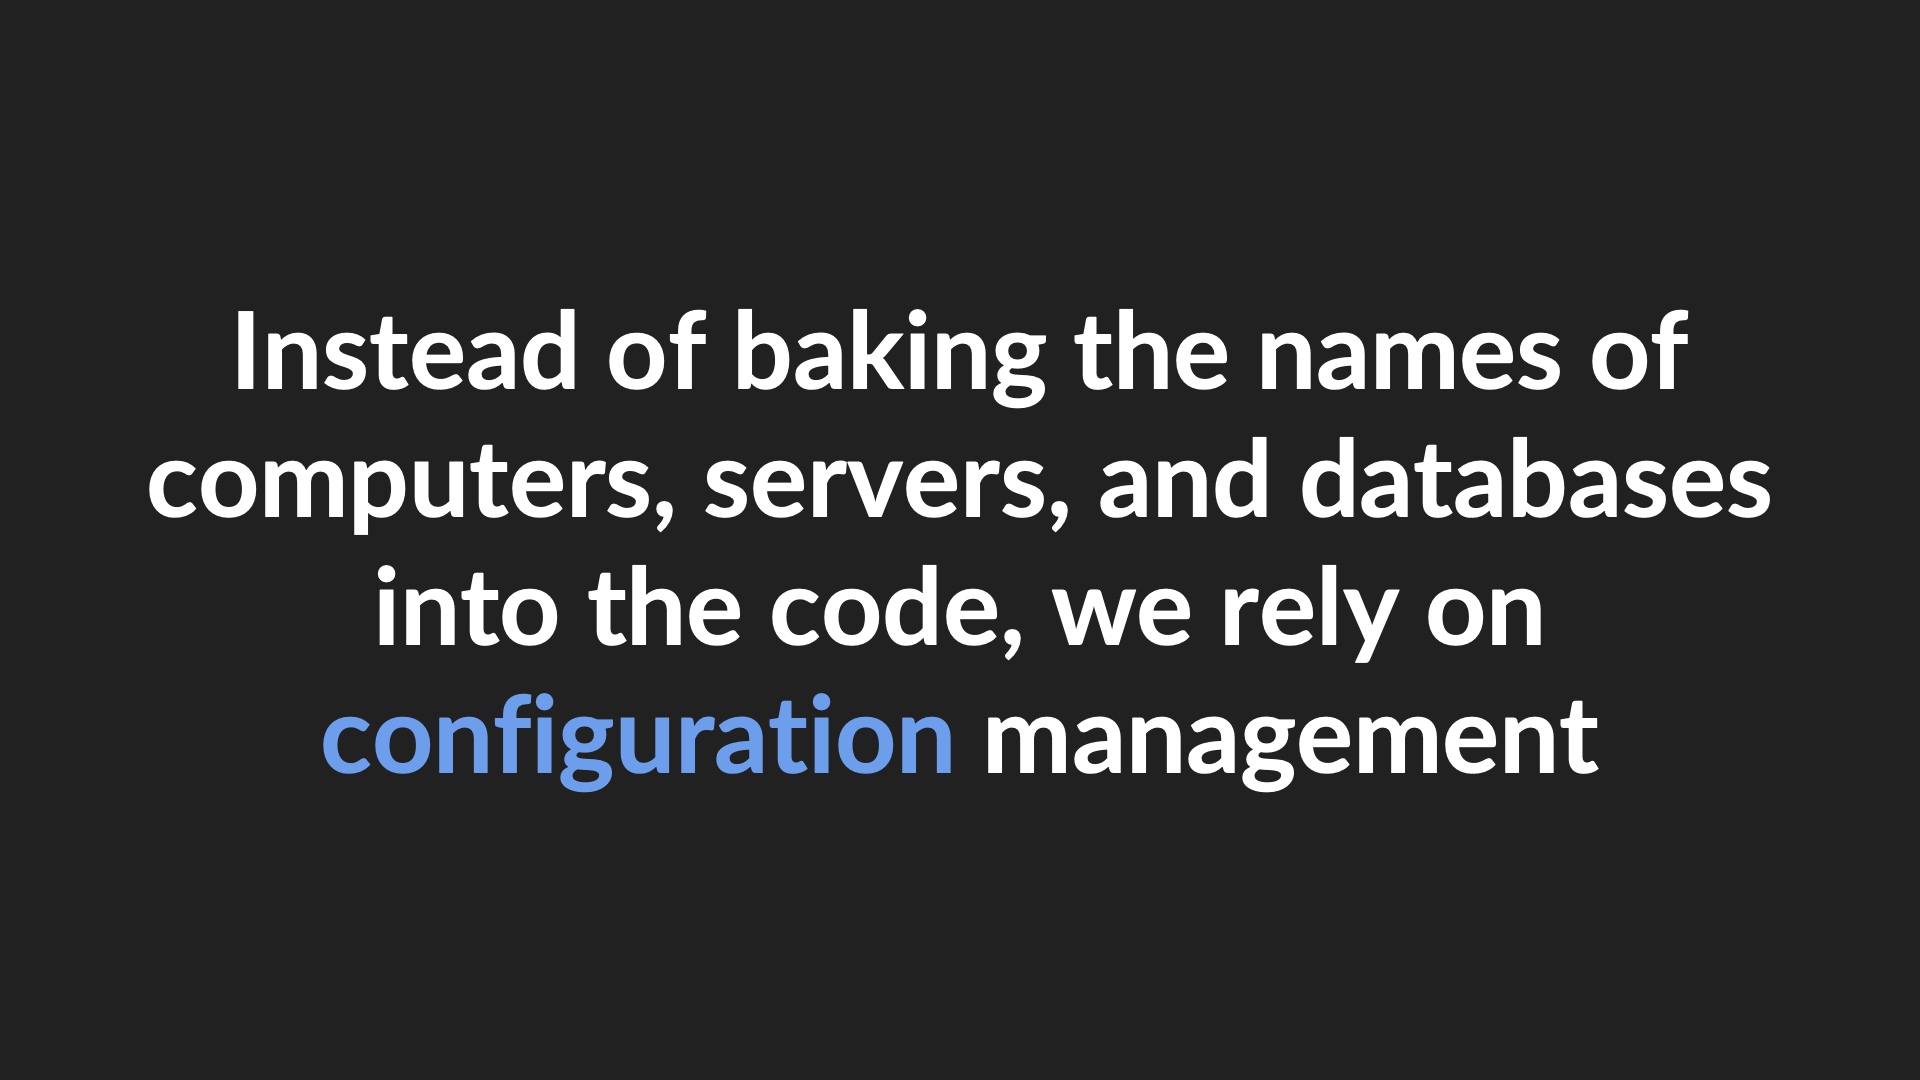 Instead of baking the names of
computers, servers, and databases
into the code, we rely on
configuration management